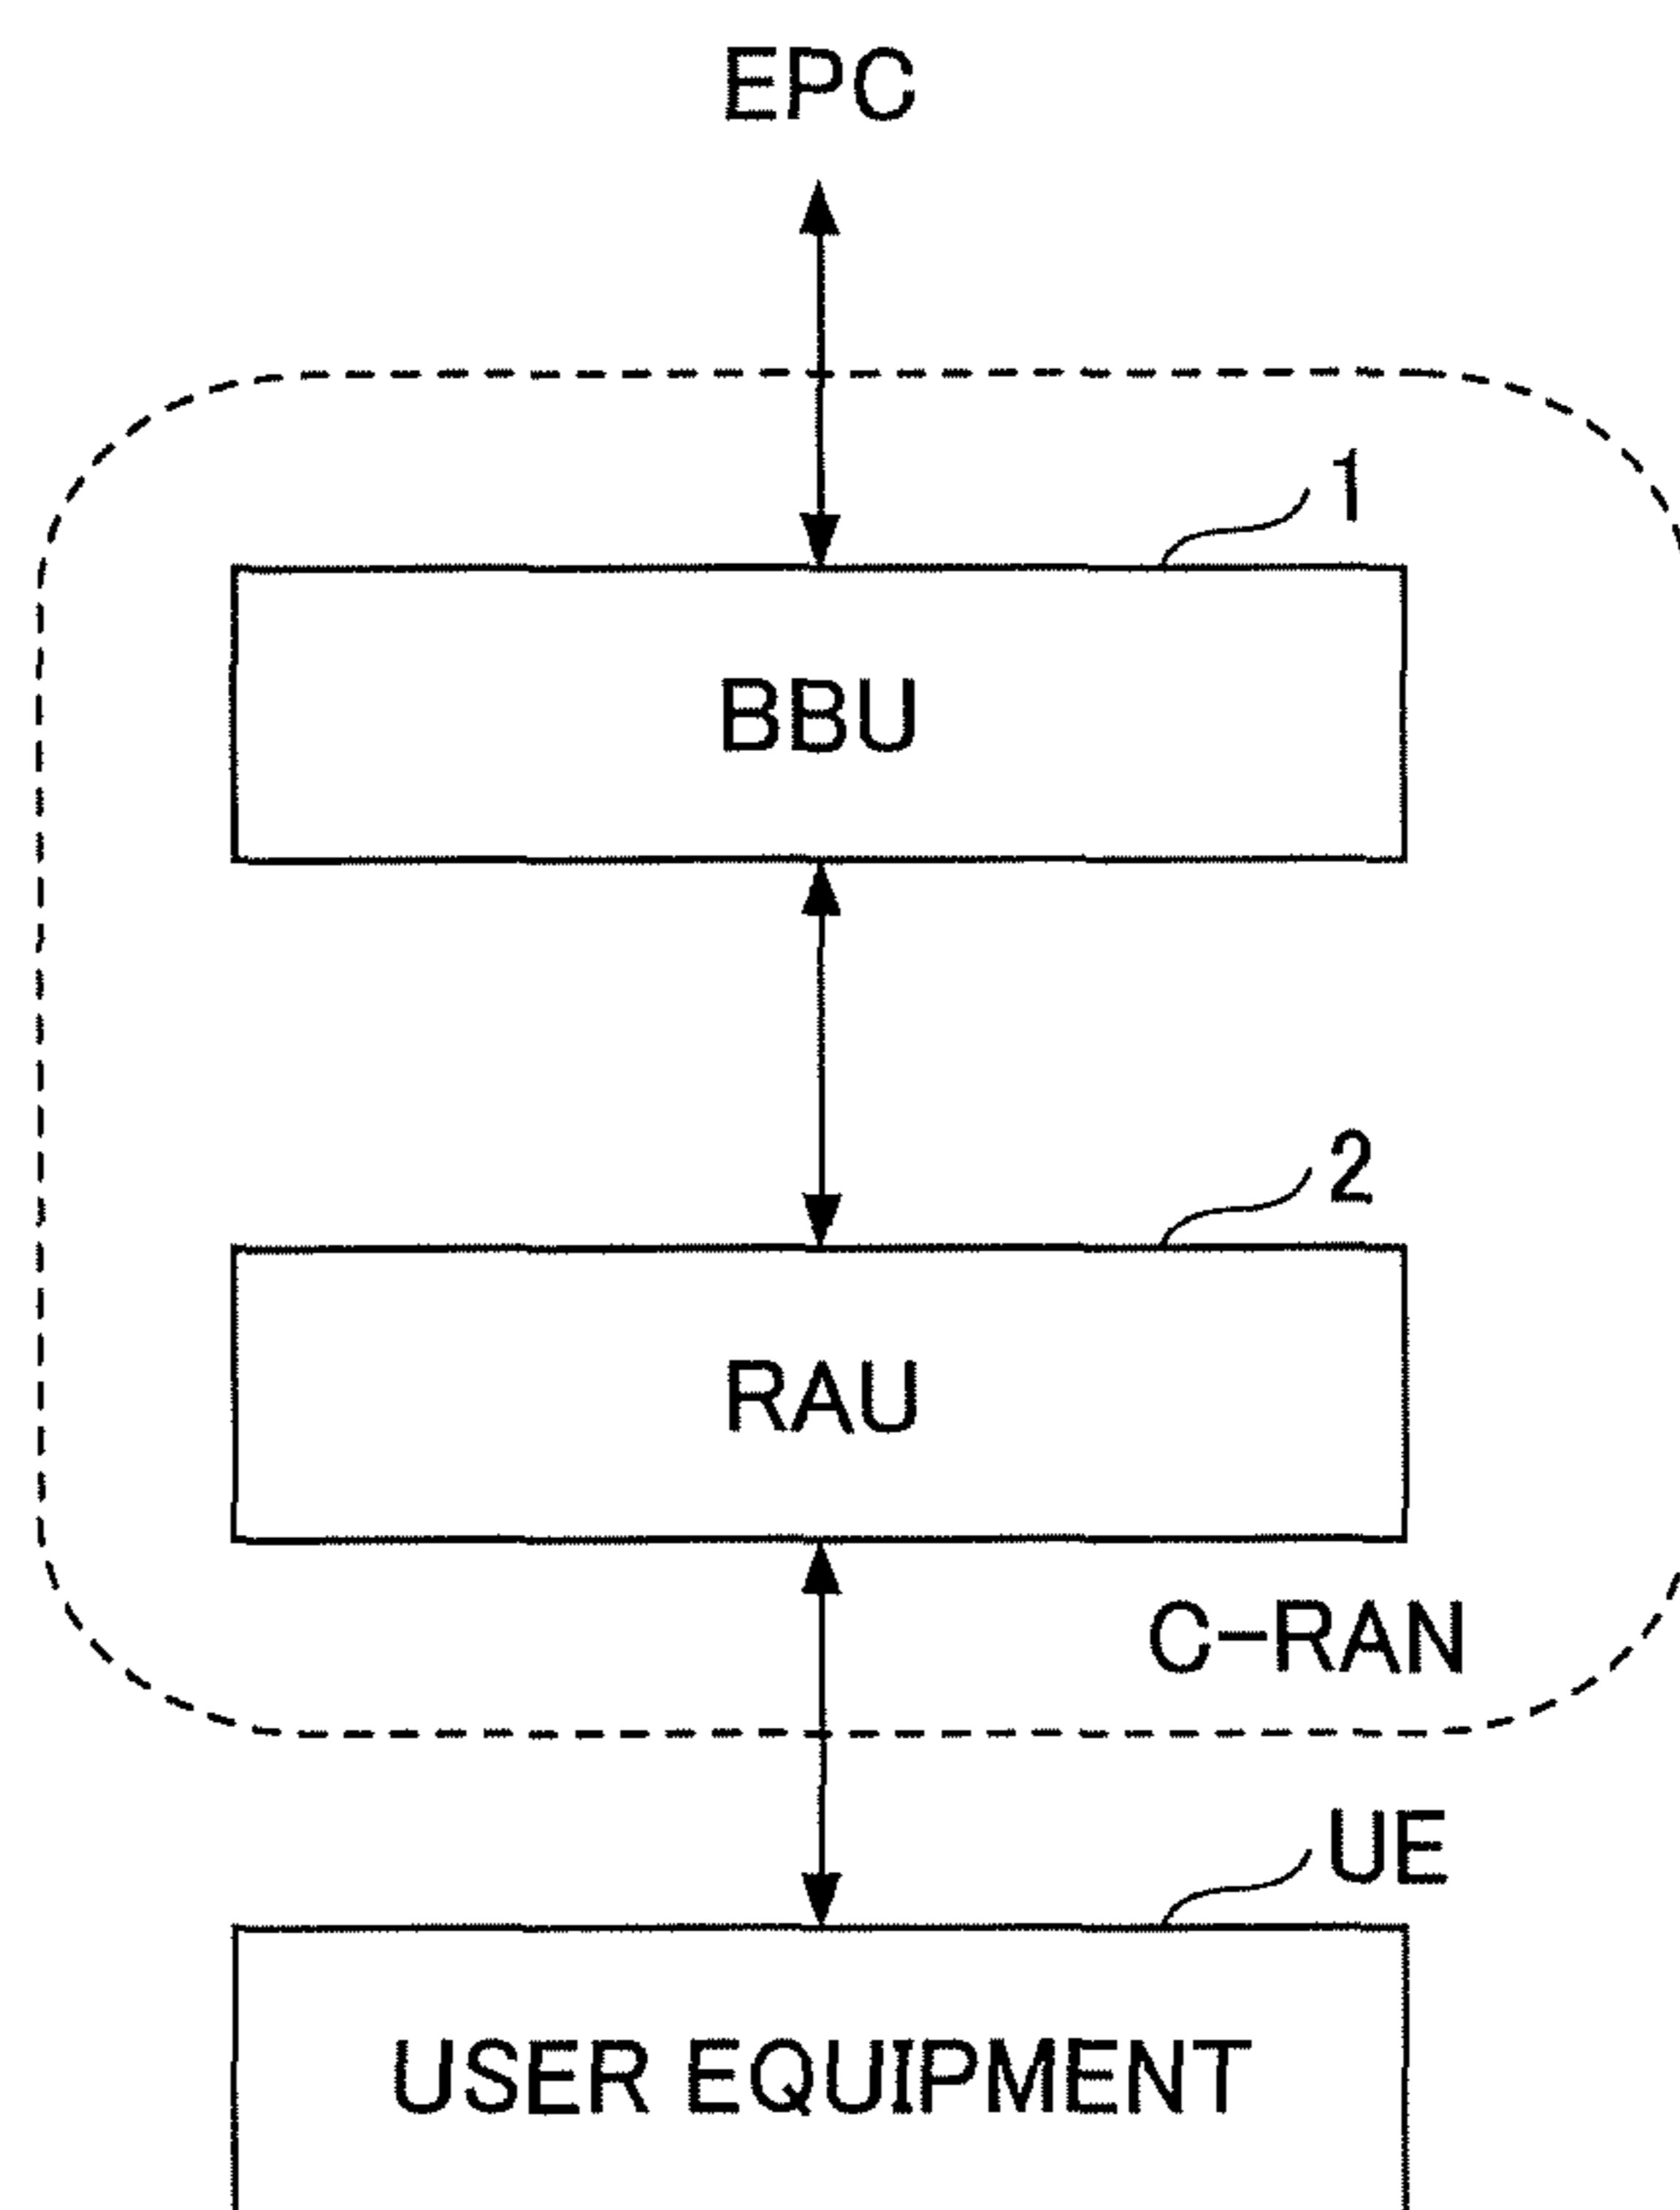 EPC
1
BBU
2
RAU
C-RAN
UE
USER EQUIPMENT